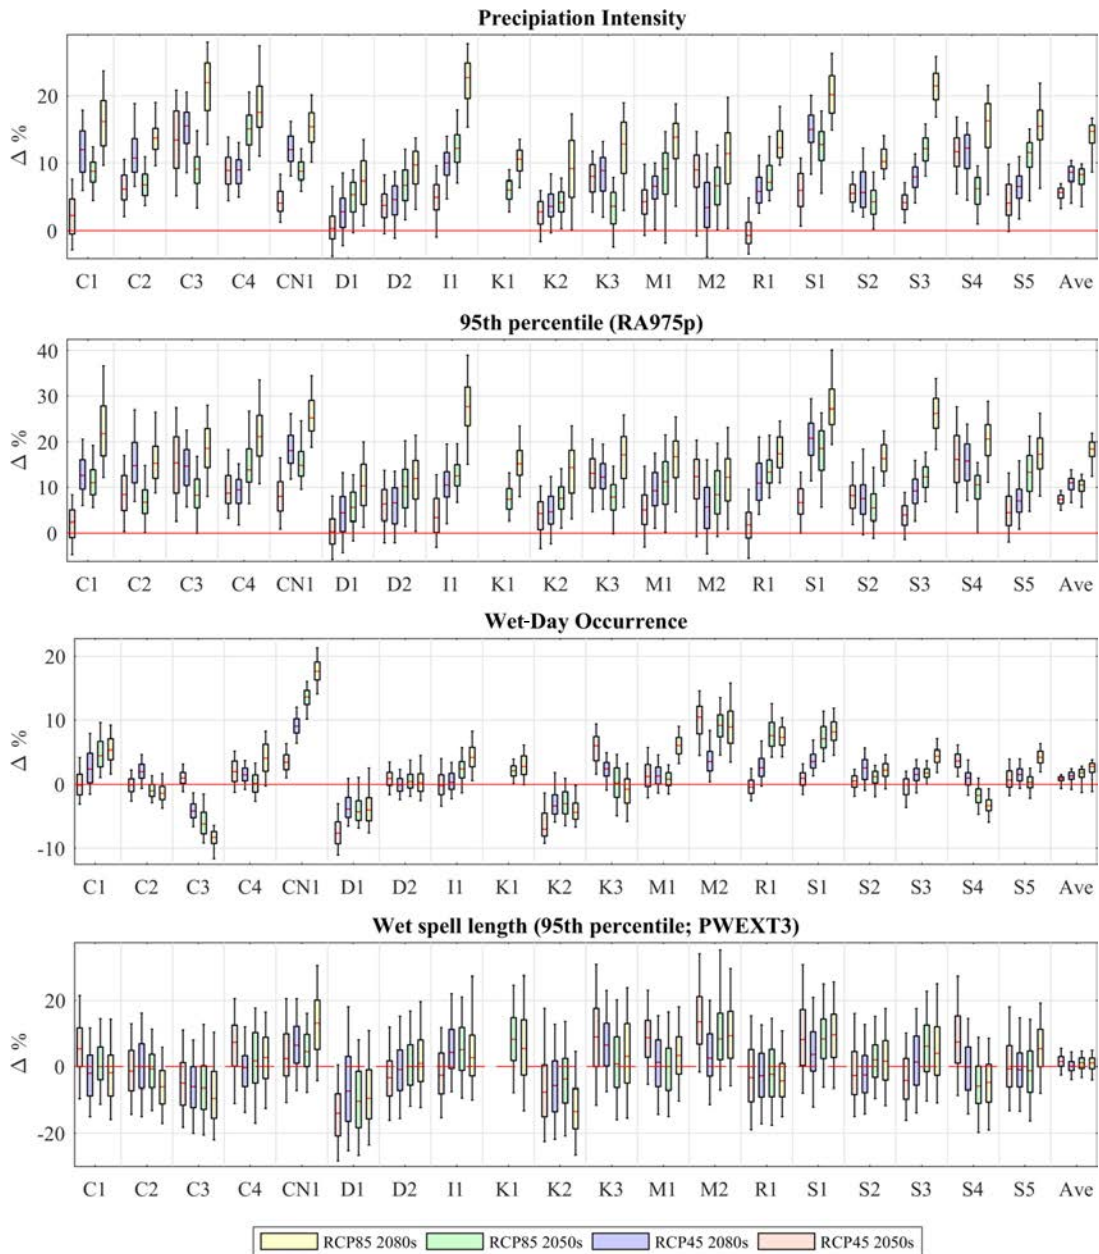 Precipiation Intensity
Δ %
20
10
0
C1 C2 C3 C4 CN1 D1 D2 I1 K1 K2 K3 M1 M2 R1 S1 S2 S3 S4 S5 Ave
95th percentile (RA975p)
Δ %
40
30
20
10
0
C1 C2 C3 C4 CN1 D1 D2 I1 K1 K2 K3 M1 M2 R1 S1 S2 S3 S4 S5 Ave
Wet-Day Occurrence
Δ %
20
10
0
-10
C1 C2 C3 C4 CN1 D1 D2 I1 K1 K2 K3 M1 M2 R1 S1 S2 S3 S4 S5 Ave
Wet spell length (95th percentile; PWEXT3)
Δ %
20
0
-20
C1 C2 C3 C4 CN1 D1 D2 I1 K1 K2 K3 M1 M2 R1 S1 S2 S3 S4 S5 Ave
RCP85 2080s RCP85 2050s RCP45 2080s RCP45 2050s